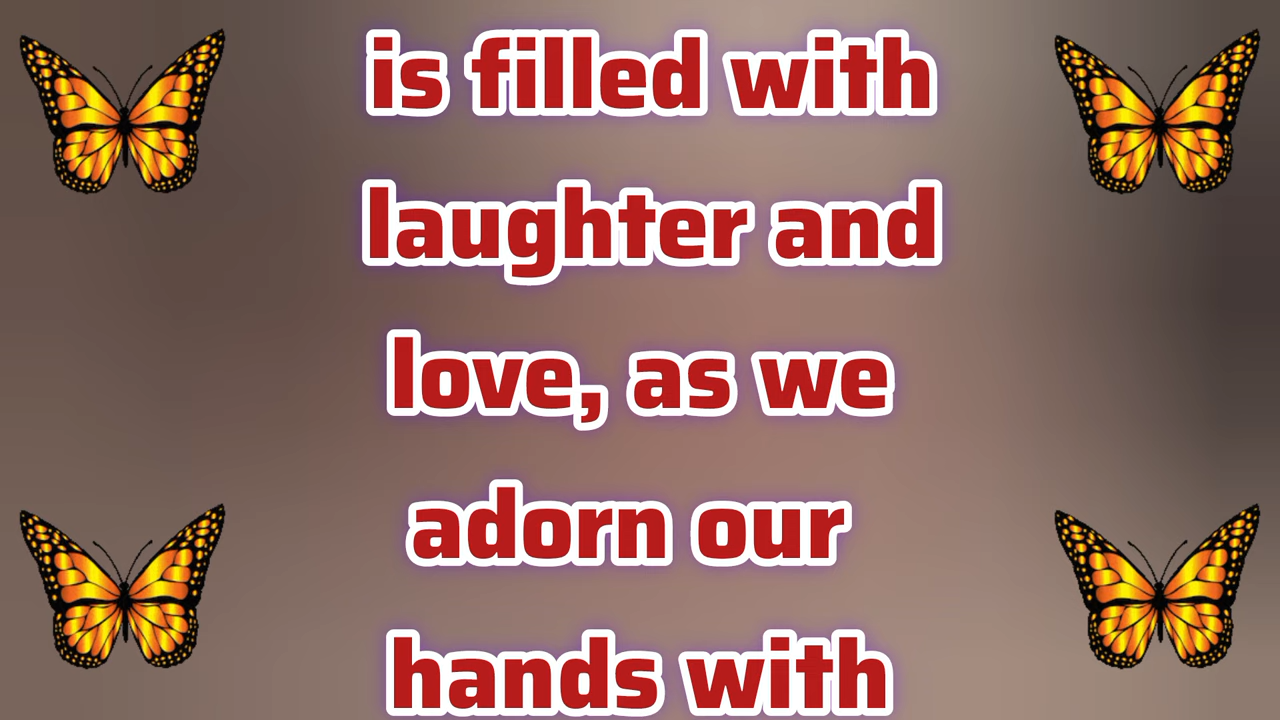 is filled with
laughter and
love, as we
adorn our
hands with